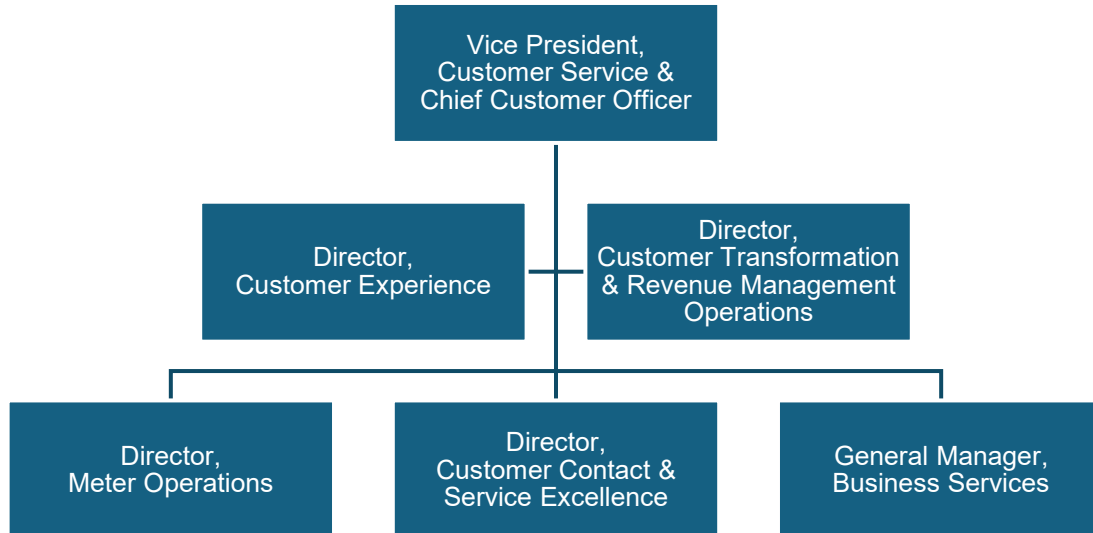 Vice President,
Customer Service &
Chief Customer Officer
Director,
Customer Experience
Director,
Customer Transformation
& Revenue Management
Operations
Director,
Meter Operations
Director,
Customer Contact &
Service Excellence
General Manager,
Business Services